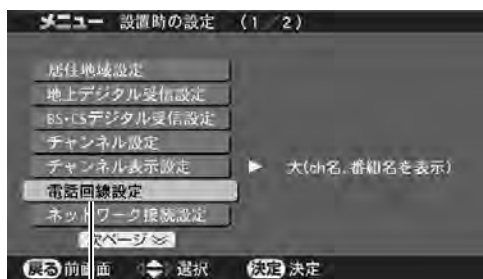 メニュー 設置時の設定 (1／2)
居住地域設定
地上デジタル受信設定
BS･CSデジタル受信設定
チャンネル設定
チャンネル表示設定 ▶ 大(ch名、番組名を表示)
電話回線設定
ネットワーク接続設定
次ページ
戻る 前画面 選択 決定 決定